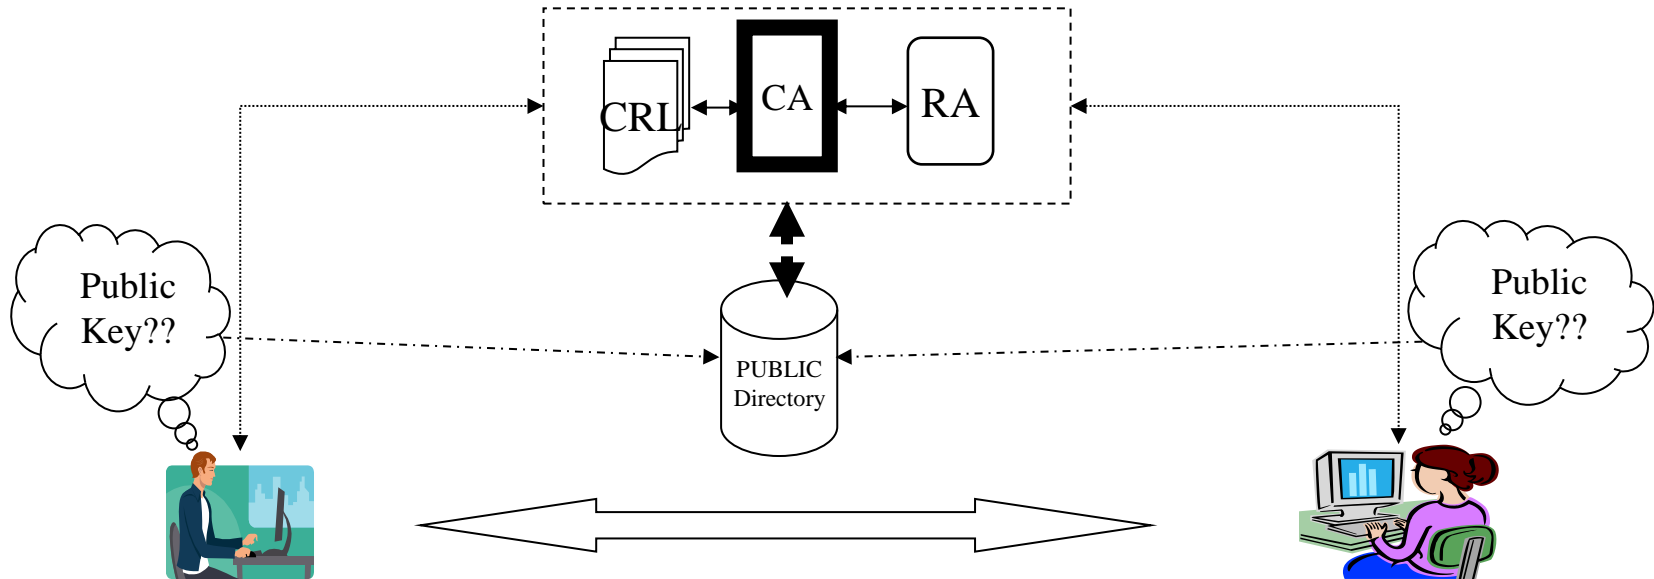 CRL
CA
RA
Public
Key??
Public
Key??
PUBLIC
Directory